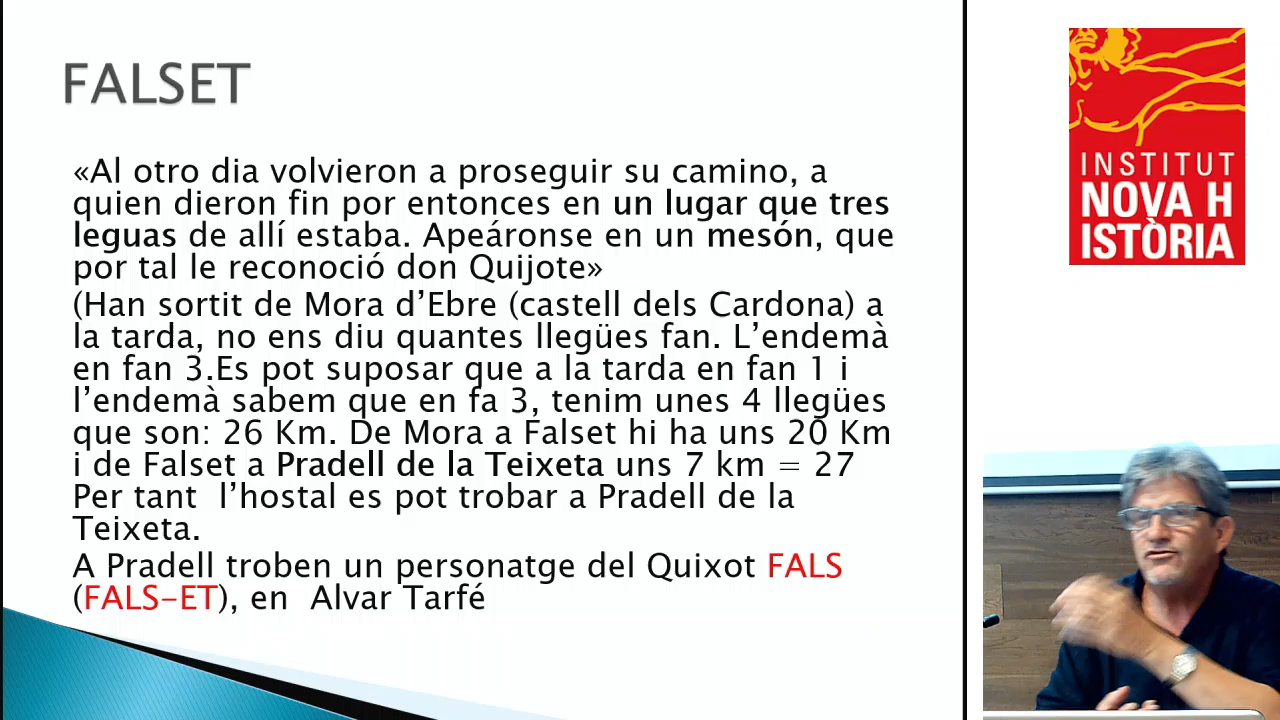 FALSET
«Al otro dia volvieron a proseguir su camino, a
quien dieron fin por entonces en un lugar que tres
leguas de allí estaba. Apeáronse en un mesón, que
por tal le reconoció don Quijote»
(Han sortit de Mora d’Ebre (castell dels Cardona) a
la tarda, no ens diu quantes llegües fan. L’endemà
en fan 3.Es pot suposar que a la tarda en fan 1 i
l’endemà sabem que en fa 3, tenim unes 4 llegües
que son: 26 Km. De Mora a Falset hi ha uns 20 Km
i de Falset a Pradell de la Teixeta uns 7 km = 27
Per tant l’hostal es pot trobar a Pradell de la
Teixeta.
A Pradell troben un personatge del Quixot FALS
(FALS-ET), en Alvar Tarfé
INSTITUT
NOVA H
ISTÒRIA